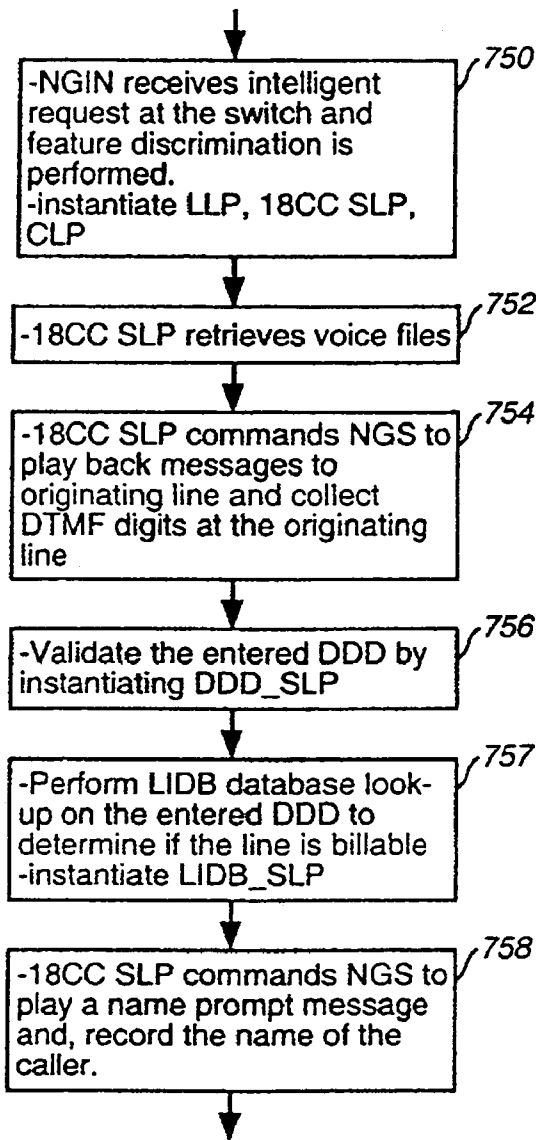 750
-NGIN receives intelligent
request at the switch and
feature discrimination is
performed.
-instantiate LLP, 18CC SLP,
CLP
752
-18CC SLP retrieves voice files
754
-18CC SLP commands NGS to
play back messages to
originating line and collect
DTMF digits at the originating
line
756
-Validate the entered DDD by
instantiating DDD_SLP
757
-Perform LIDB database look-
up on the entered DDD to
determine if the line is billable
-instantiate LIDB_SLP
758
-18CC SLP commands NGS to
play a name prompt message
and, record the name of the
caller.